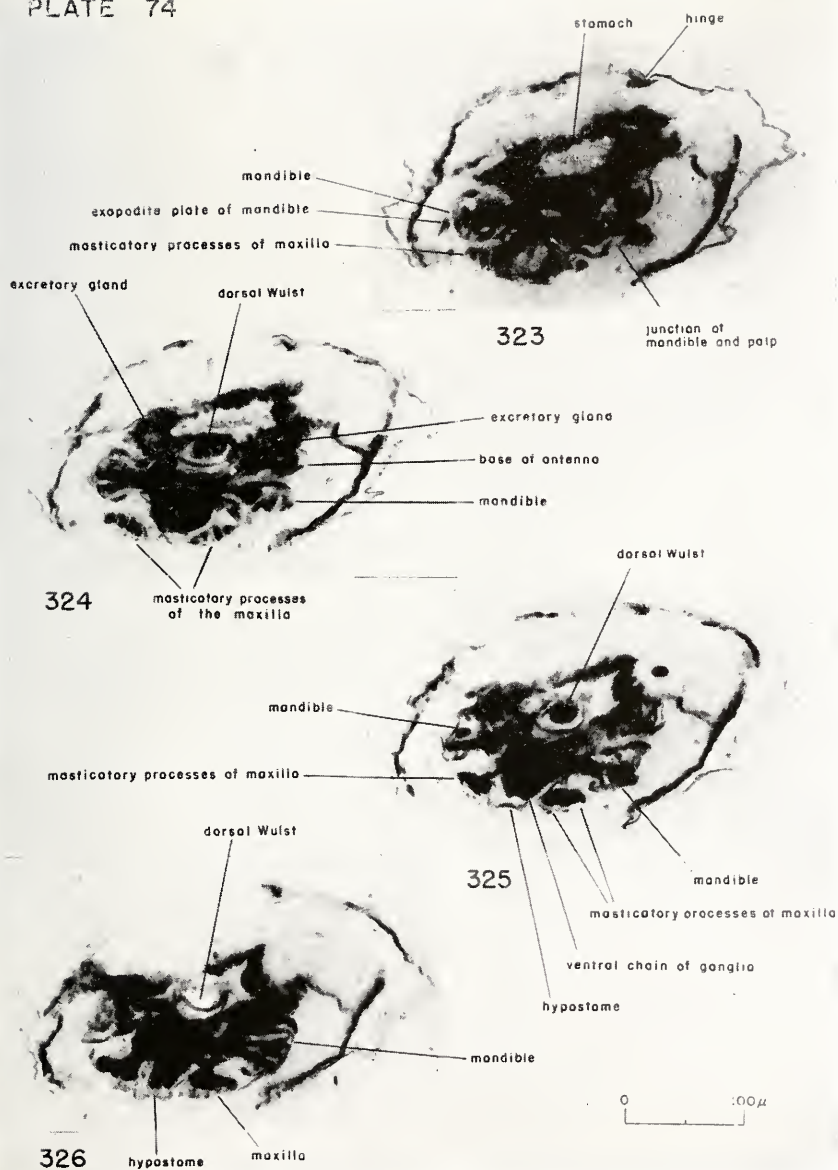 PLATE 74
stomach
hinge
mandible
exopodite plate of mandible
masticatory processes of maxilla
323
junction of
mandible and palp
excretory gland
dorsal Wulst
excretory gland
base of antenna
mandible
324
masticatory processes
of the maxilla
dorsal Wulst
mandible
masticatory processes of maxilla
325
mandible
masticatory processes of maxilla
ventral chain of ganglia
hypostome
dorsal Wulst
mandible
326
hypostome
maxilla
0
100µ